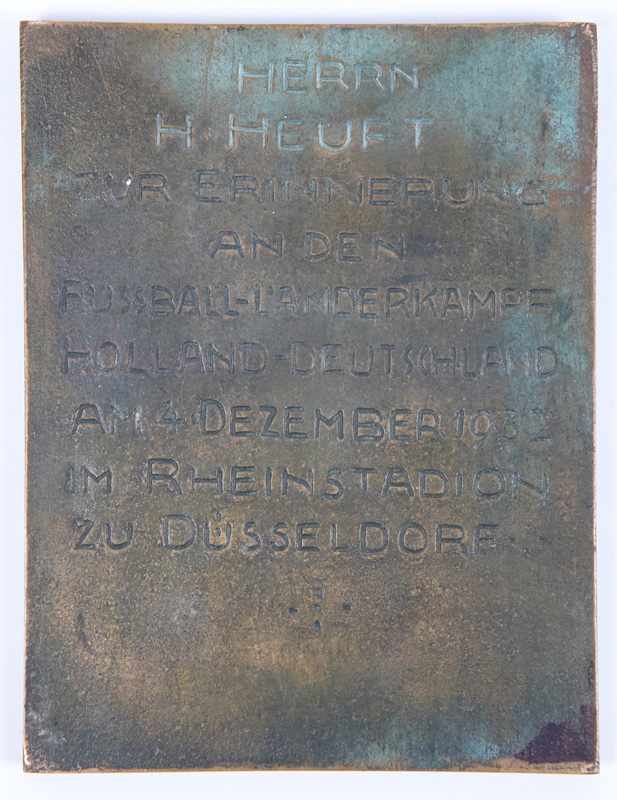 HERRN
H. HEUFT
ZUR ERINNERUNG
AN DEN
FUSSBALL-LÄNDERKAMPF
HOLLAND-DEUTSCHLAND
AM 4. DEZEMBER 1932
IM RHEINSTADION
ZU DÜSSELDORF